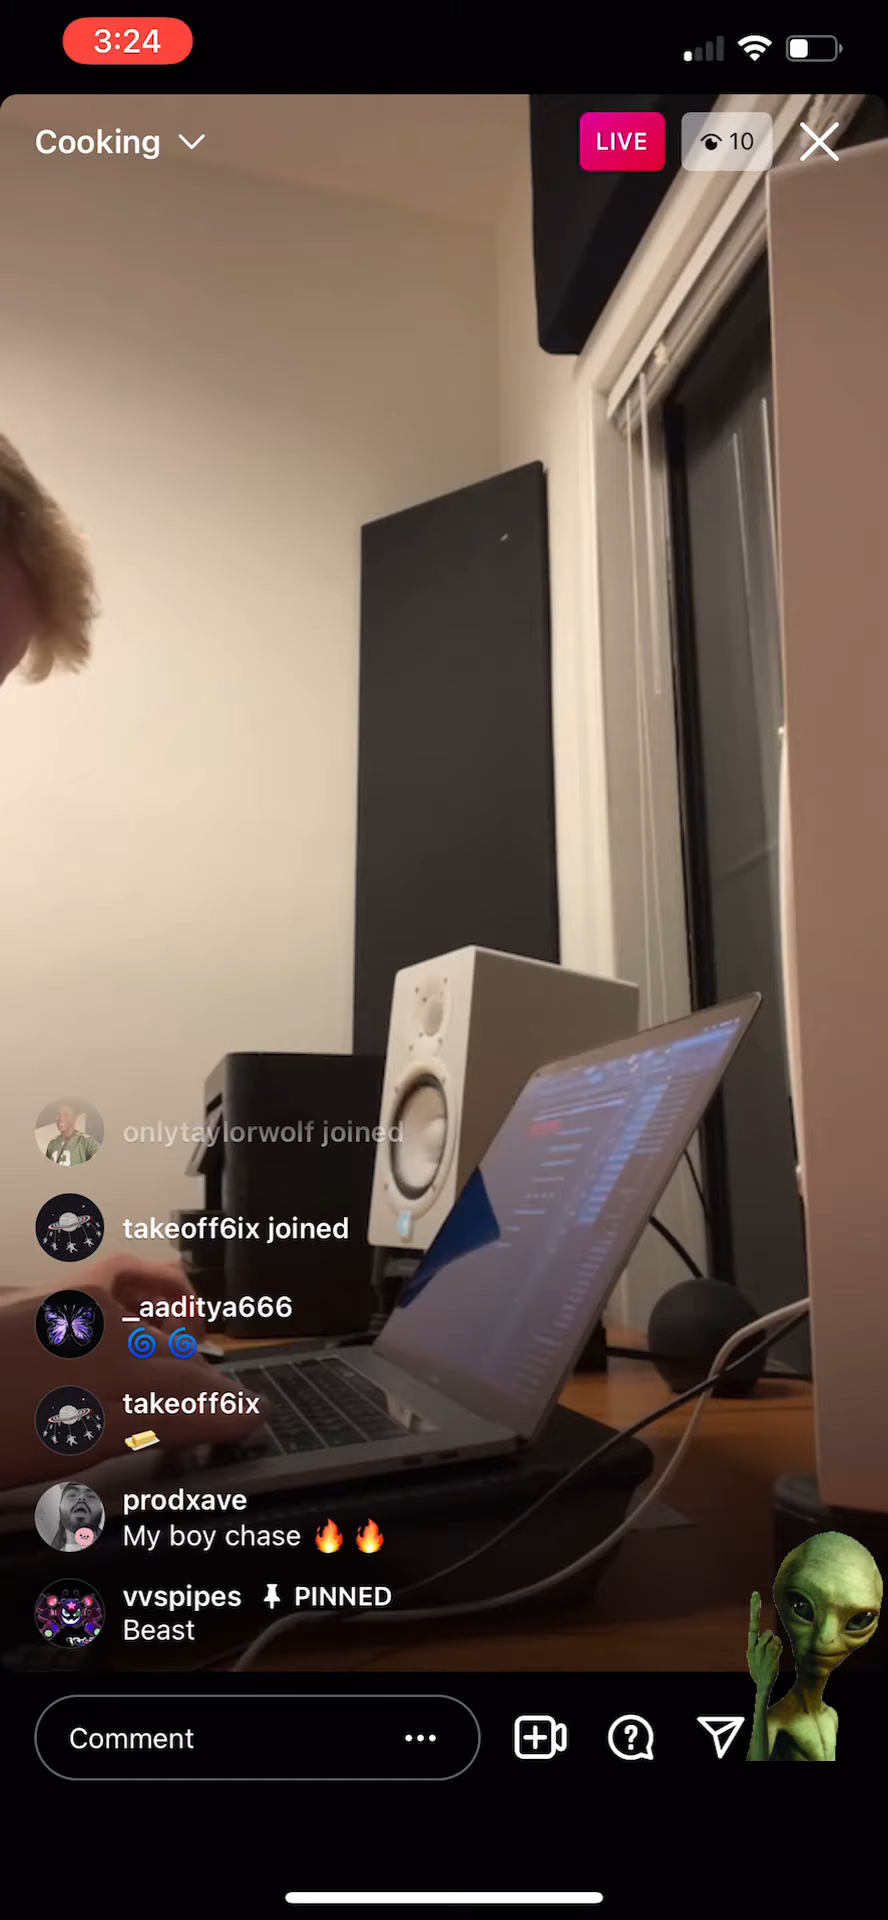 3:24
Cooking
LIVE
10
onlytaylorwolf joined
takeoff6ix joined
_aaditya666
🌀 🌀
takeoff6ix
🧈
prodxave
My boy chase 🔥 🔥
vvspipes PINNED
Beast
Comment